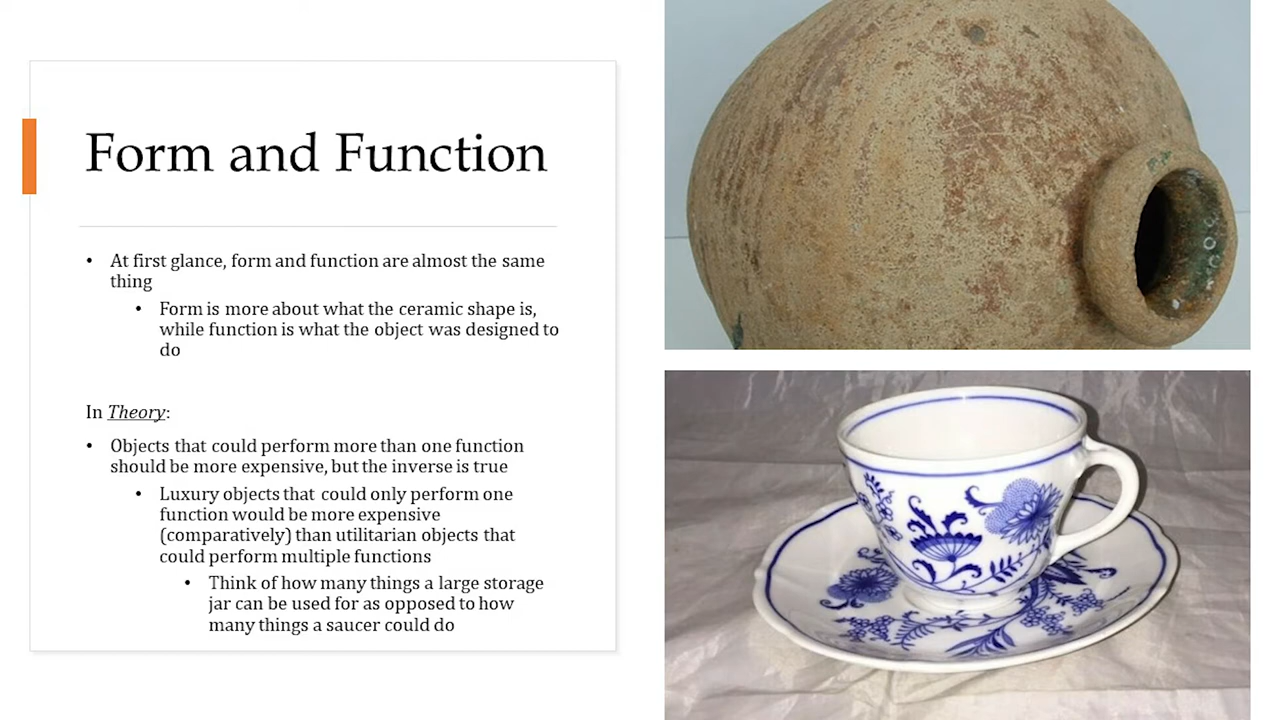 Form and Function
• At first glance, form and function are almost the same
thing
• Form is more about what the ceramic shape is,
while function is what the object was designed to
do
In Theory:
• Objects that could perform more than one function
should be more expensive, but the inverse is true
• Luxury objects that could only perform one
function would be more expensive
(comparatively) than utilitarian objects that
could perform multiple functions
• Think of how many things a large storage
jar can be used for as opposed to how
many things a saucer could do